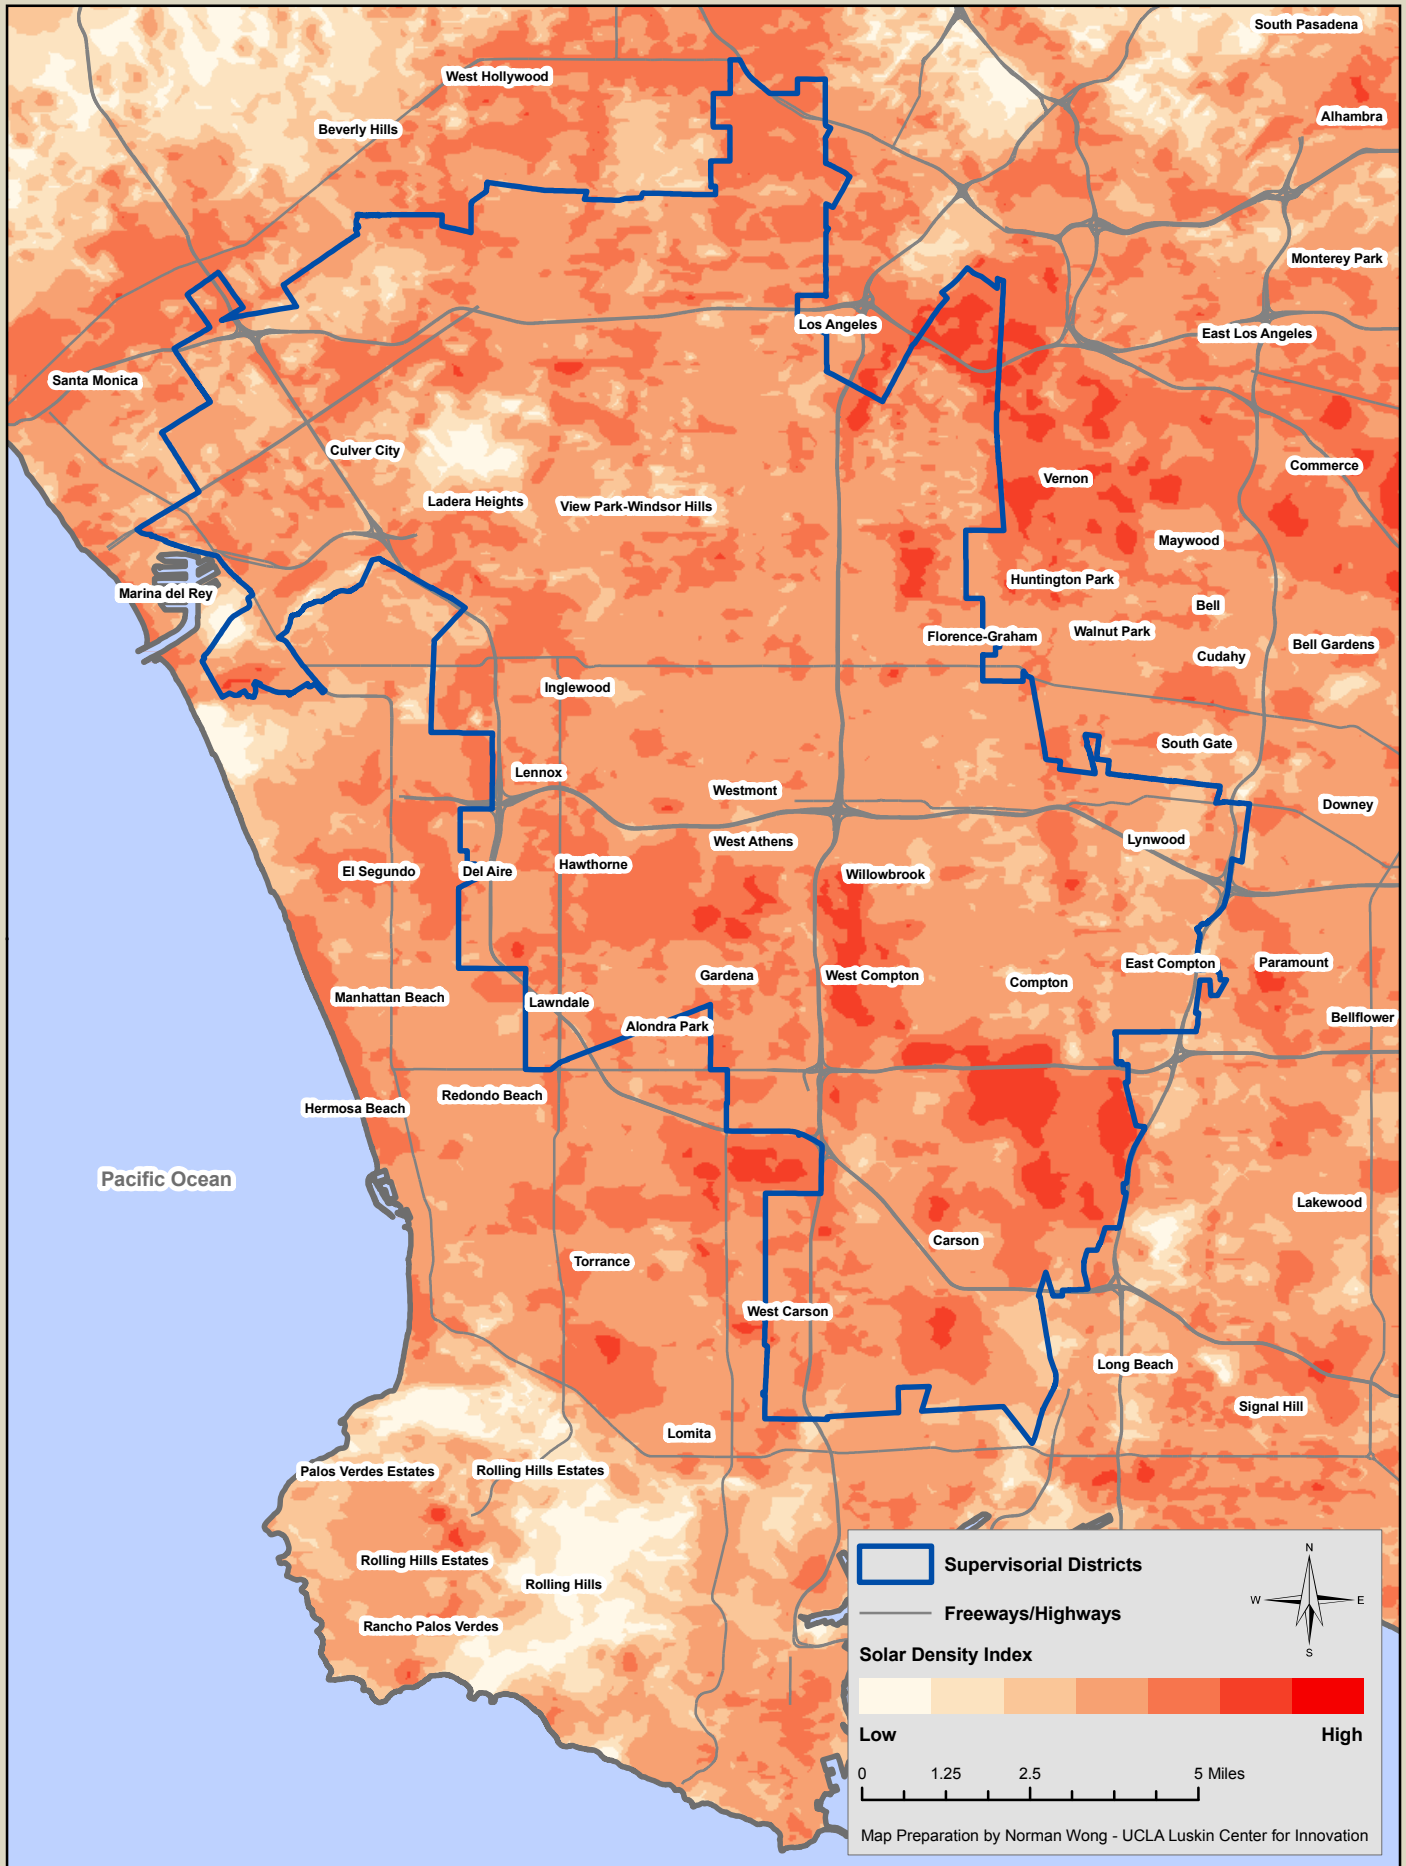 South Pasadena
West Hollywood
Alhambra
Beverly Hills
Monterey Park
Los Angeles
East Los Angeles
Santa Monica
Culver City
Commerce
Vernon
Ladera Heights
View Park-Windsor Hills
Maywood
Huntington Park
Marina del Rey
Bell
Walnut Park
Florence-Graham
Bell Gardens
Cudahy
Inglewood
South Gate
Lennox
Westmont
Downey
Lynwood
West Athens
Hawthorne
El Segundo
Del Aire
Willowbrook
East Compton
Paramount
Gardena
West Compton
Compton
Manhattan Beach
Lawndale
Bellflower
Alondra Park
Redondo Beach
Hermosa Beach
Pacific Ocean
Lakewood
Carson
Torrance
West Carson
Long Beach
Signal Hill
Lomita
Palos Verdes Estates
Rolling Hills Estates
Rolling Hills Estates
Rolling Hills
Rancho Palos Verdes
Supervisorial Districts
Freeways/Highways
N
W E
S
Solar Density Index
Low High
0 1.25 2.5 5 Miles
Map Preparation by Norman Wong - UCLA Luskin Center for Innovation